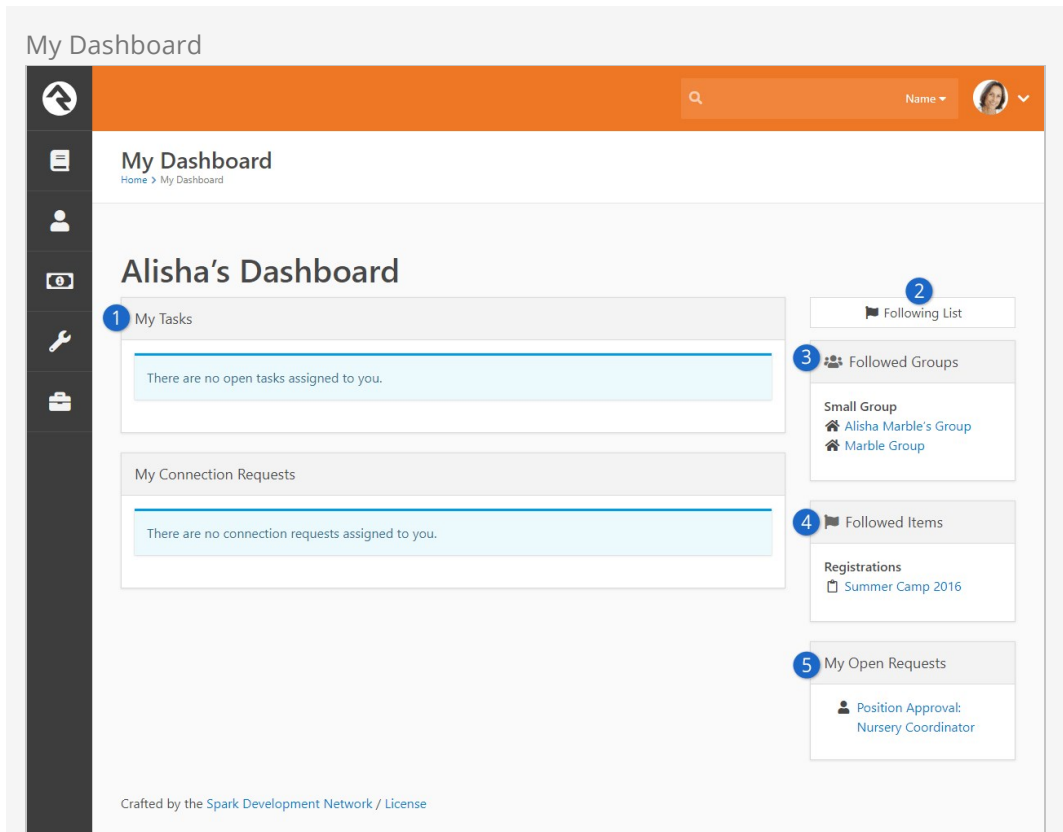 My Dashboard
Name
My Dashboard
Home > My Dashboard
Alisha's Dashboard
1 My Tasks
There are no open tasks assigned to you.
My Connection Requests
There are no connection requests assigned to you.
2
Following List
3 Followed Groups
Small Group
Alisha Marble's Group
Marble Group
4 Followed Items
Registrations
Summer Camp 2016
5 My Open Requests
Position Approval:
Nursery Coordinator
Crafted by the Spark Development Network / License